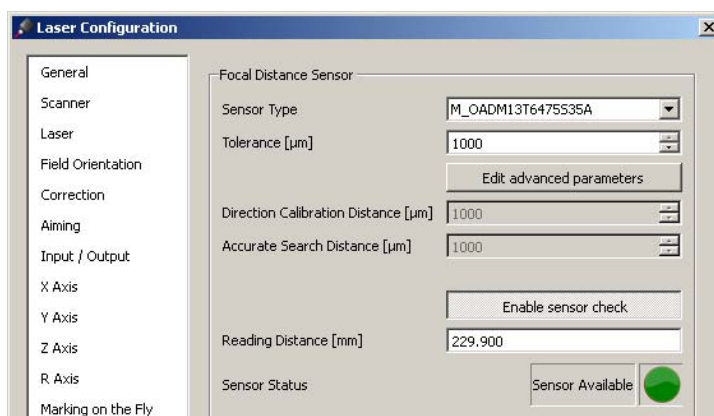 Laser Configuration
General
Scanner
Laser
Field Orientation
Correction
Aiming
Input / Output
X Axis
Y Axis
Z Axis
R Axis
Marking on the Fly
Focal Distance Sensor
Sensor Type M_OADM13T6475S35A
Tolerance [µm] 1000
Edit advanced parameters
Direction Calibration Distance [µm] 1000
Accurate Search Distance [µm] 1000
Enable sensor check
Reading Distance [mm] 229.900
Sensor Status Sensor Available